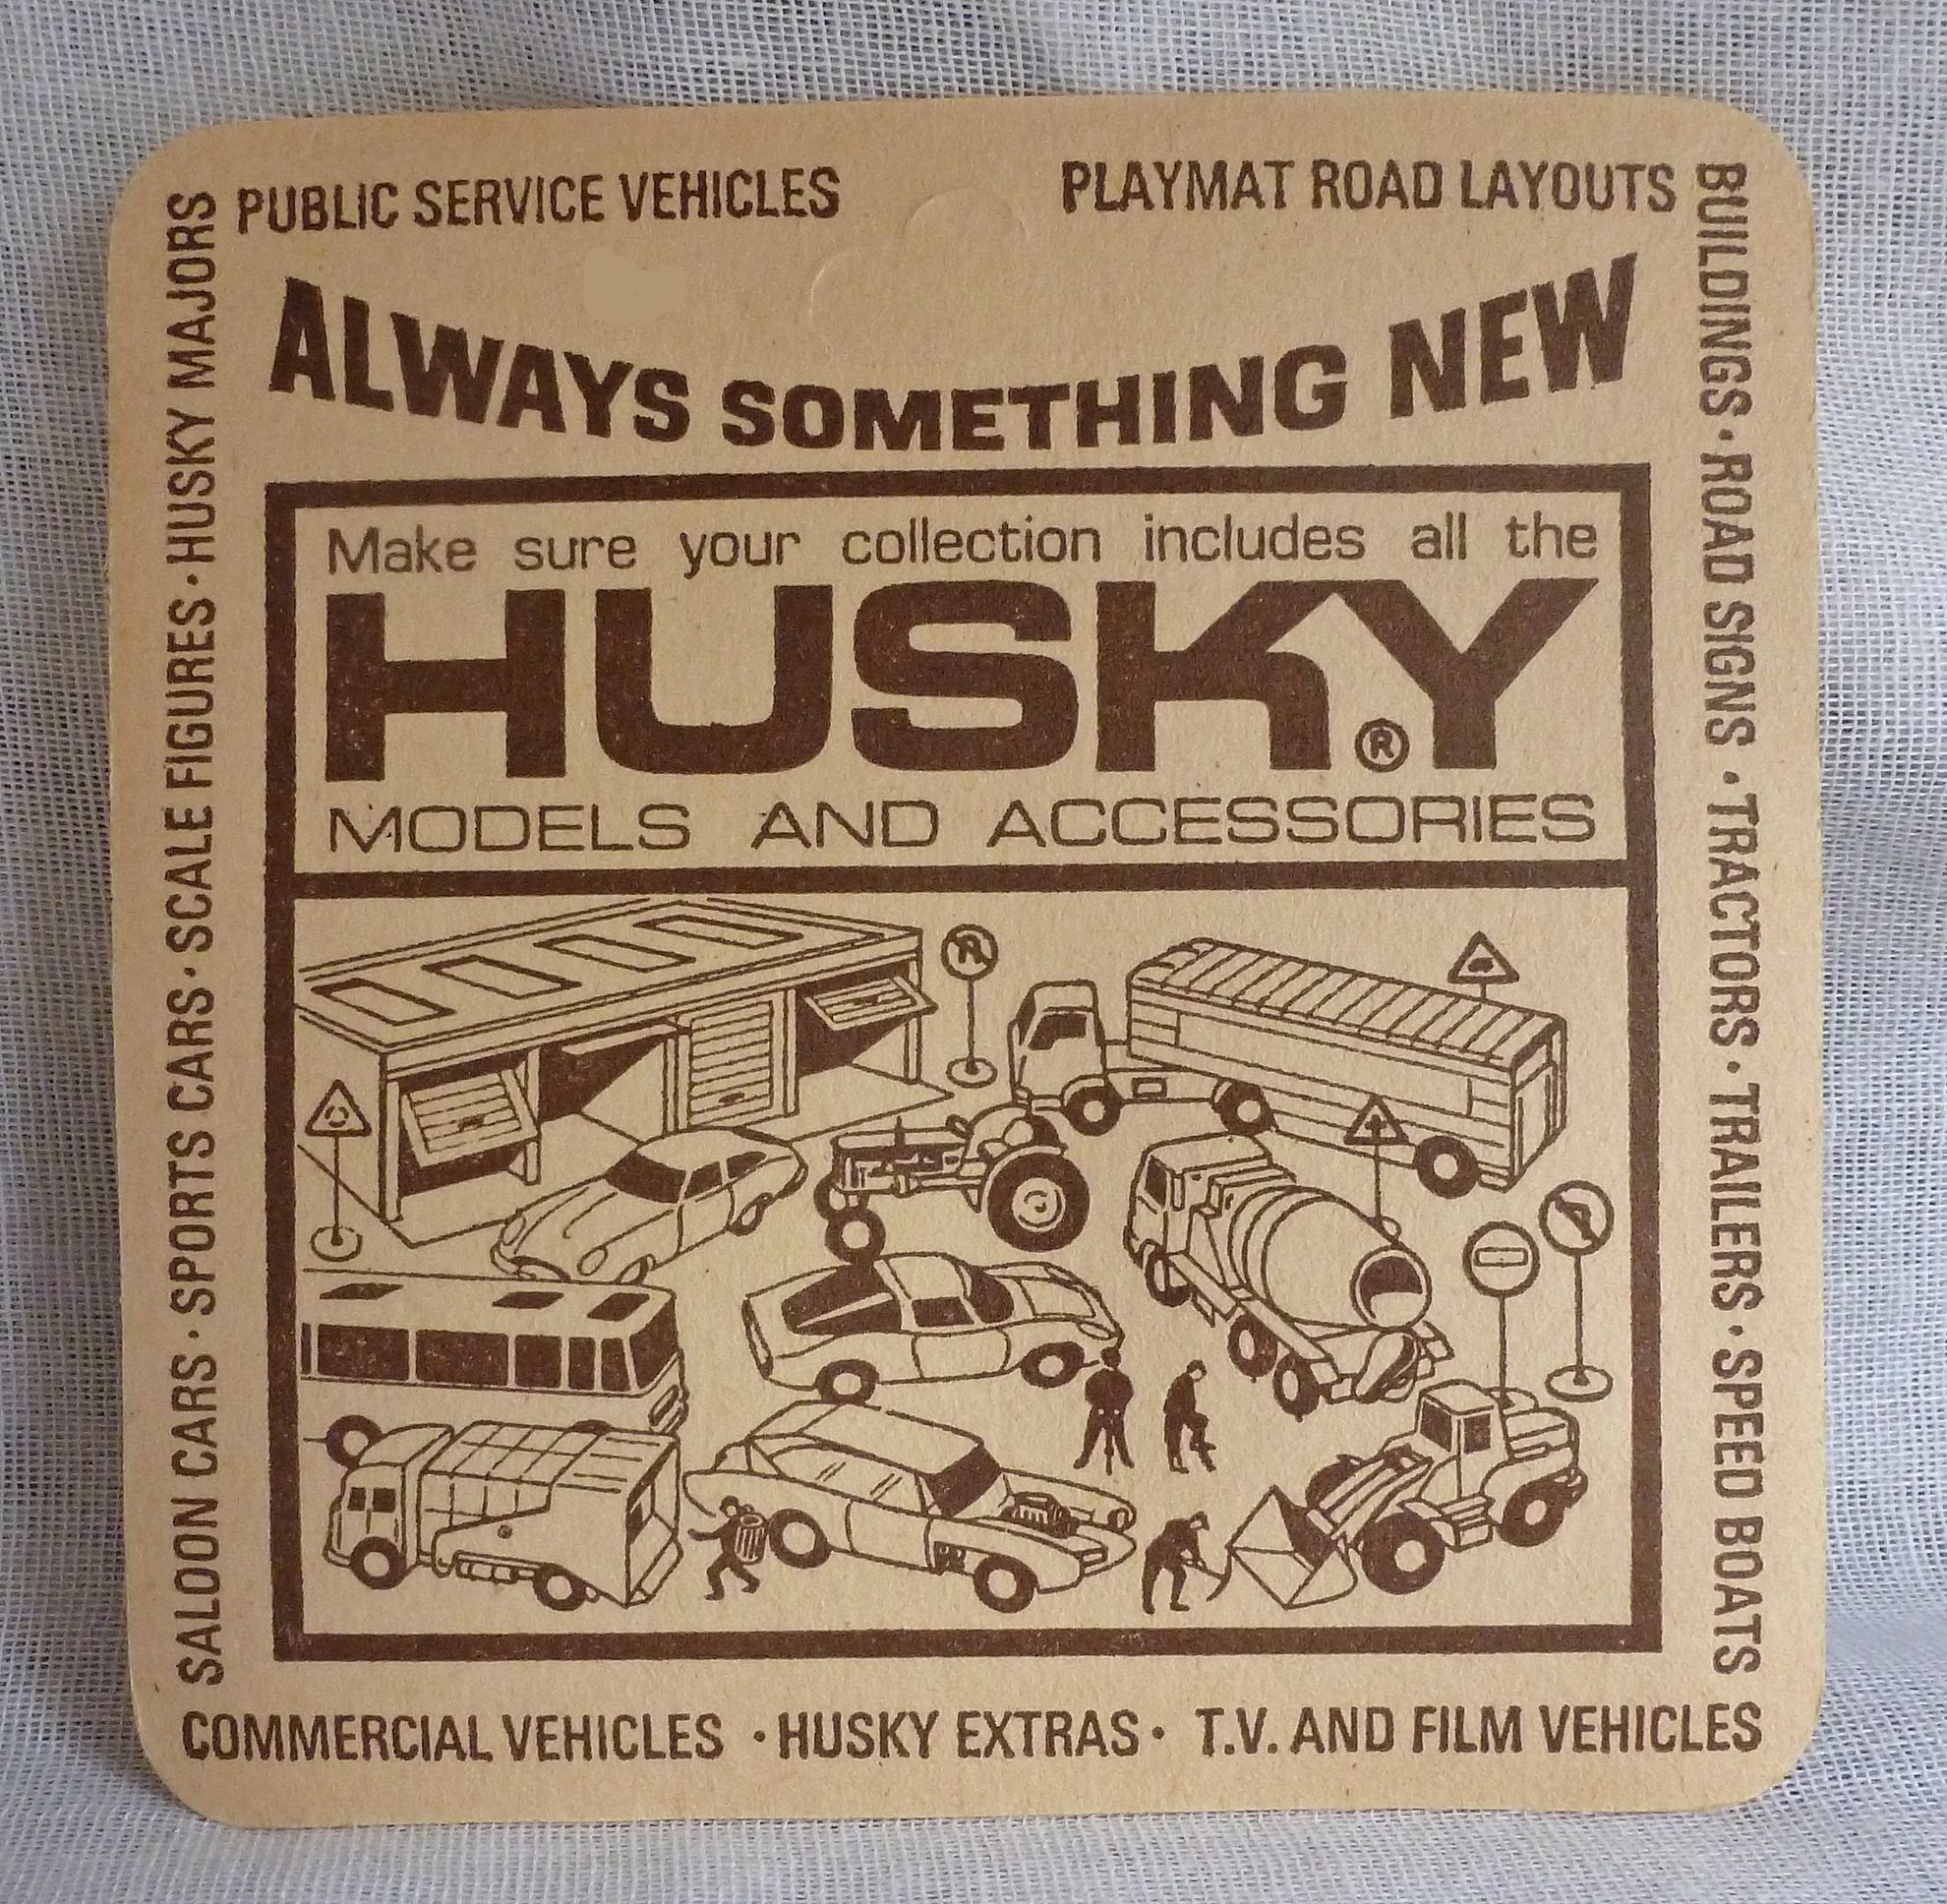 PUBLIC SERVICE VEHICLES
PLAYMAT ROAD LAYOUTS
ALWAYS SOMETHING NEW
Make sure your collection includes all the
HUSKY ®
MODELS AND ACCESSORIES
SALOON CARS · SPORTS CARS · SCALE FIGURES · HUSKY MAJORS
BUILDINGS · ROAD SIGNS · TRACTORS · TRAILERS · SPEED BOATS
COMMERCIAL VEHICLES · HUSKY EXTRAS · T.V. AND FILM VEHICLES